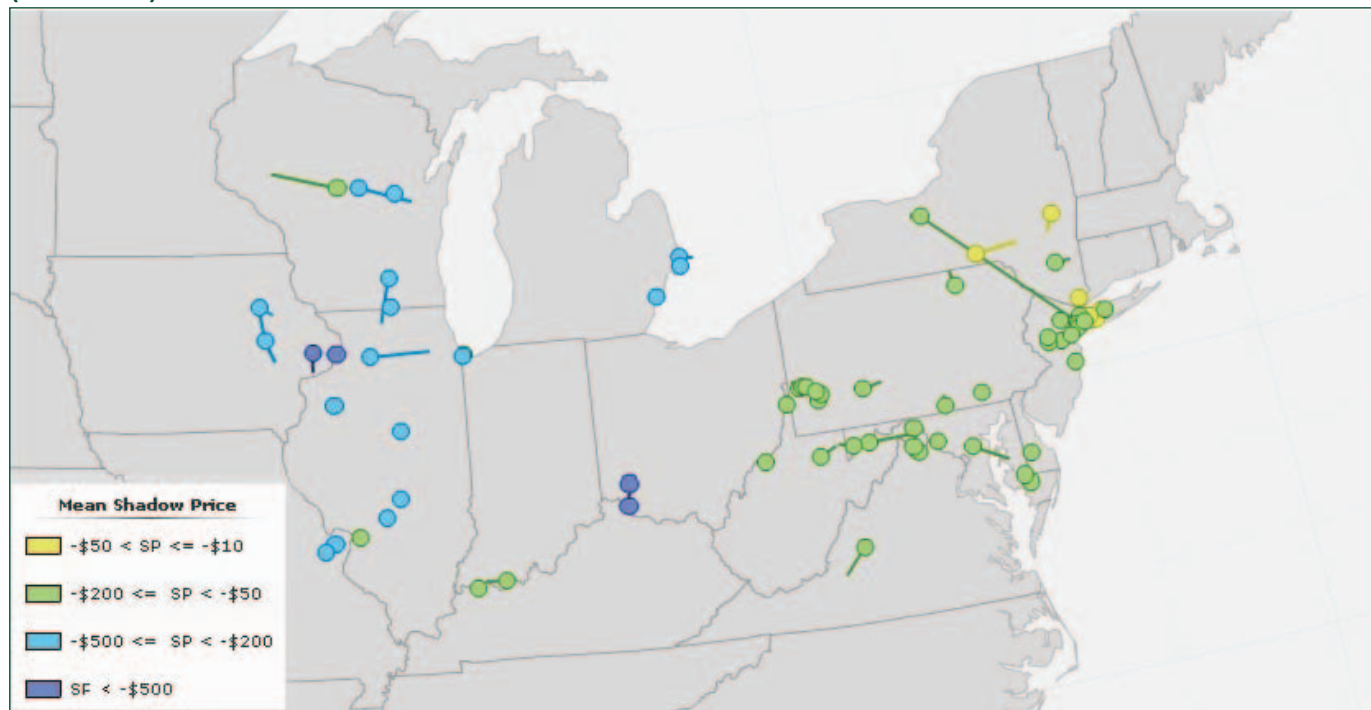 Mean Shadow Price
-$50 < SP <= -$10
-$200 <= SP < -$50
-$500 <= SP < -$200
SF < -$500